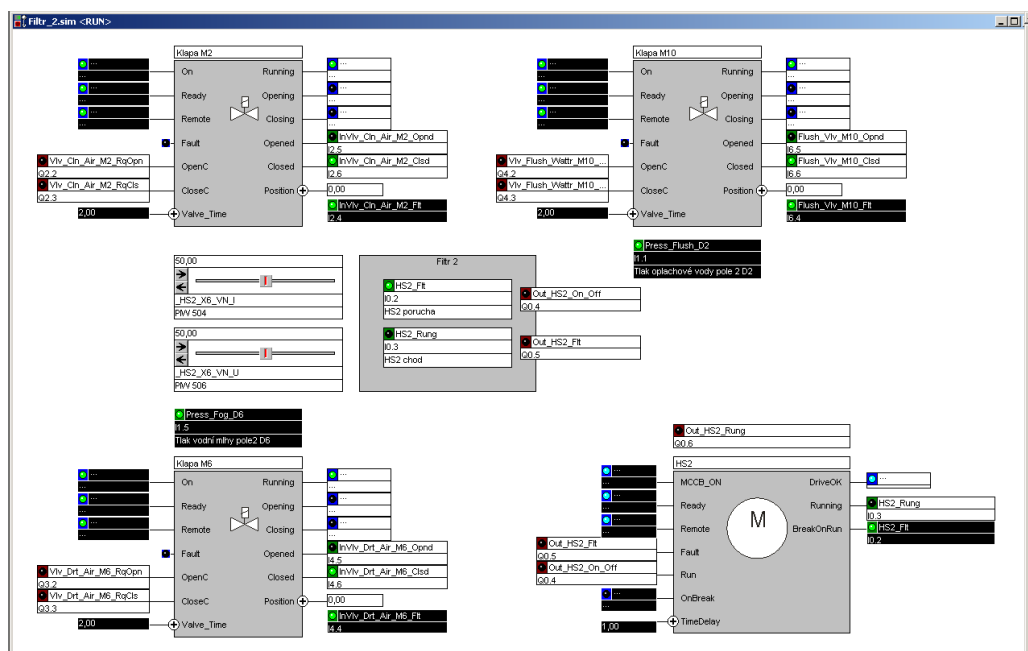 Filtr_2.sim <RUN>
Klapa M2
On
Running
...
...
...
...
Ready
Opening
...
...
...
...
Remote
Closing
...
...
...
...
Fault
Opened
InVlv_Cln_Air_M2_Opnd
I2.5
Vlv_Cln_Air_M2_RqOpn
Q2.2
OpenC
Closed
InVlv_Cln_Air_M2_Clsd
I2.6
Vlv_Cln_Air_M2_RqCls
Q2.3
CloseC
Position
0,00
2,00
Valve_Time
InVlv_Cln_Air_M2_Flt
I2.4
Klapa M10
On
Running
...
...
...
...
Ready
Opening
...
...
...
...
Remote
Closing
...
...
...
...
Fault
Opened
Flush_Vlv_M10_Opnd
I6.5
Vlv_Flush_Wattr_M10_...
Q4.2
OpenC
Closed
Flush_Vlv_M10_Clsd
I6.6
Vlv_Flush_Wattr_M10_...
Q4.3
CloseC
Position
0,00
2,00
Valve_Time
Flush_Vlv_M10_Flt
I6.4
Press_Flush_D2
I1.1
Tlak oplachové vody pole 2 D2
50,00
_HS2_X6_VN_I
PIW 504
50,00
_HS2_X6_VN_U
PIW 506
Filtr 2
HS2_Flt
I0.2
HS2 porucha
Out_HS2_On_Off
Q0.4
HS2_Rung
I0.3
HS2 chod
Out_HS2_Flt
Q0.5
Press_Fog_D6
I1.5
Tlak vodní mlhy pole2 D6
Klapa M6
On
Running
...
...
...
...
Ready
Opening
...
...
...
...
Remote
Closing
...
...
...
...
Fault
Opened
InVlv_Drt_Air_M6_Opnd
I4.5
Vlv_Drt_Air_M6_RqOpn
Q3.2
OpenC
Closed
InVlv_Drt_Air_M6_Clsd
I4.6
Vlv_Drt_Air_M6_RqCls
Q3.3
CloseC
Position
0,00
2,00
Valve_Time
InVlv_Drt_Air_M6_Flt
I4.4
Out_HS2_Rung
Q0.6
HS2
MCCB_ON
DriveOK
...
...
...
Ready
Running
...
...
HS2_Rung
I0.3
Remote
M
BreakOnRun
...
...
HS2_Flt
I0.2
Out_HS2_Flt
Q0.5
Fault
Out_HS2_On_Off
Q0.4
Run
...
...
OnBreak
1,00
TimeDelay